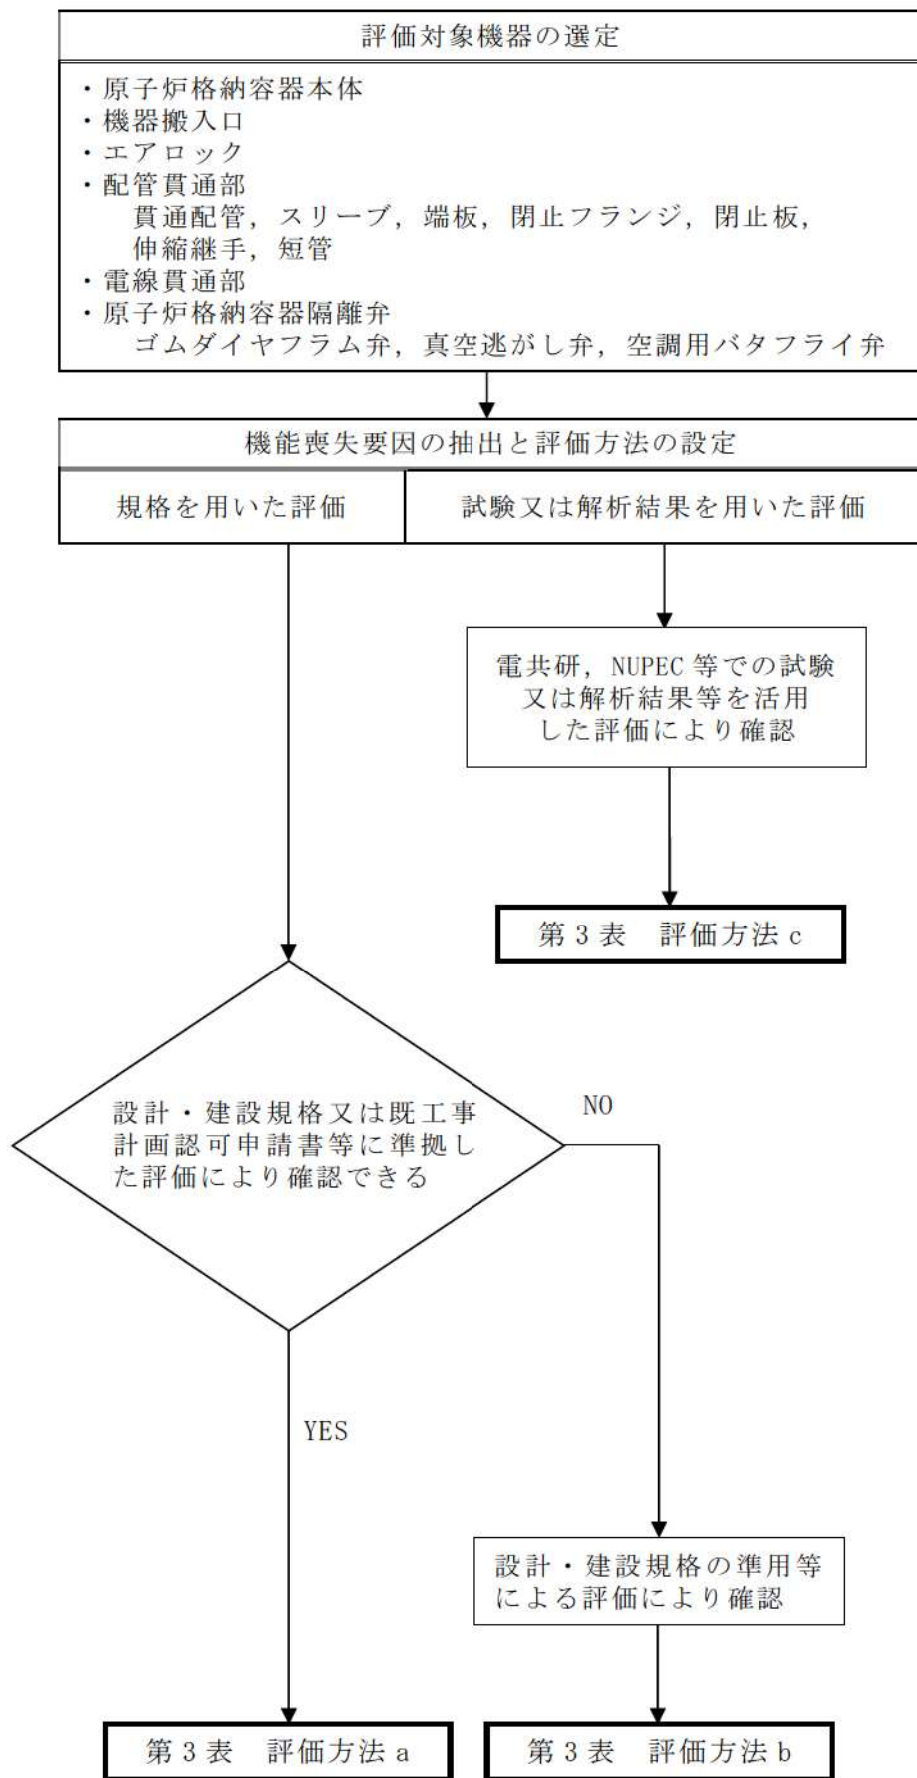 評価対象機器の選定
・原子炉格納容器本体
・機器搬入口
・エアロック
・配管貫通部
貫通配管，スリーブ，端板，閉止フランジ，閉止板，
伸縮継手，短管
・電線貫通部
・原子炉格納容器隔離弁
ゴムダイヤフラム弁，真空逃がし弁，空調用バタフライ弁
機能喪失要因の抽出と評価方法の設定
規格を用いた評価
試験又は解析結果を用いた評価
電共研，NUPEC 等での試験
又は解析結果等を活用
した評価により確認
第3表　評価方法 c
設計・建設規格又は既工事
計画認可申請書等に準拠し
た評価により確認できる
NO
YES
設計・建設規格の準用等
による評価により確認
第3表　評価方法 a
第3表　評価方法 b